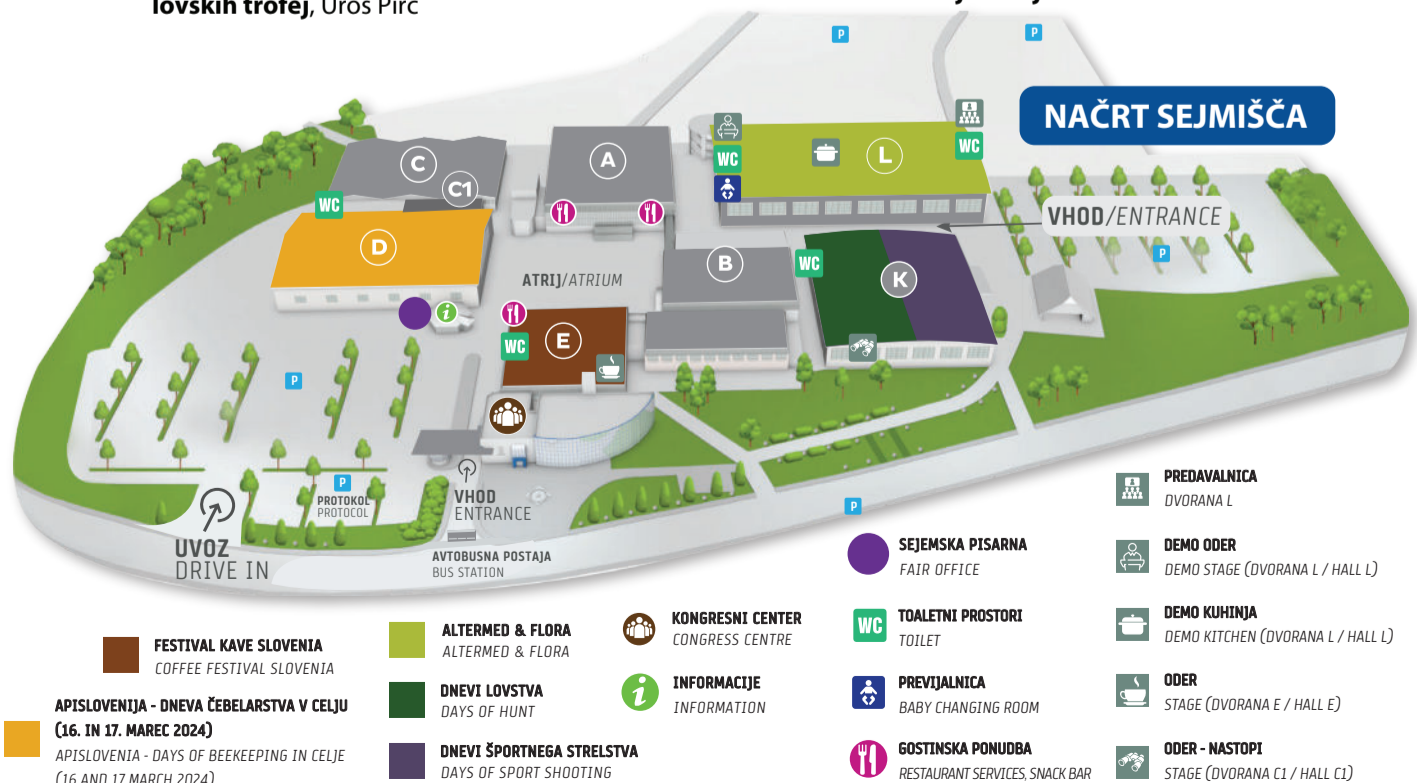 lovskih trofej, Uroš Pirc
P
P
NAČRT SEJMIŠČA
C
C1
A
L
WC
WC
WC
VHOD/ENTRANCE
D
B
K
WC
P
ATRIJ/ATRIUM
i
E
WC
P
P
PROTOKOL
PROTOCOL
VHOD
ENTRANCE
P
UVOZ
DRIVE IN
AVTOBUSNA POSTAJA
BUS STATION
FESTIVAL KAVE SLOVENIA
COFFEE FESTIVAL SLOVENIA
APISLOVENIJA - DNEVA ČEBELARSTVA V CELJU
(16. IN 17. MAREC 2024)
APISLOVENIA - DAYS OF BEEKEEPING IN CELJE
(16 AND 17 MARCH 2024)
ALTERMED & FLORA
ALTERMED & FLORA
DNEVI LOVSTVA
DAYS OF HUNT
DNEVI ŠPORTNEGA STRELSTVA
DAYS OF SPORT SHOOTING
KONGRESNI CENTER
CONGRESS CENTRE
i
INFORMACIJE
INFORMATION
SEJEMSKA PISARNA
FAIR OFFICE
WC
TOALETNI PROSTORI
TOILET
PREVIJALNICA
BABY CHANGING ROOM
GOSTINSKA PONUDBA
RESTAURANT SERVICES, SNACK BAR
PREDAVALNICA
DVORANA L
DEMO ODER
DEMO STAGE (DVORANA L / HALL L)
DEMO KUHINJA
DEMO KITCHEN (DVORANA L / HALL L)
ODER
STAGE (DVORANA E / HALL E)
ODER - NASTOPI
STAGE (DVORANA C1 / HALL C1)